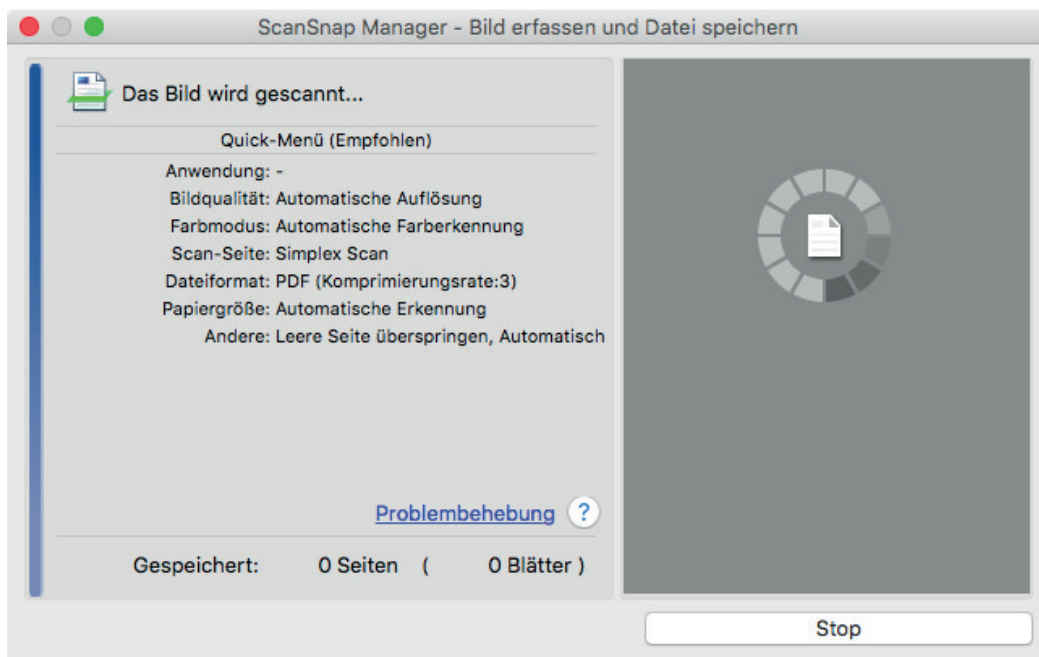 ScanSnap Manager - Bild erfassen und Datei speichern
Das Bild wird gescannt...
Quick-Menü (Empfohlen)
Anwendung: -
Bildqualität: Automatische Auflösung
Farbmodus: Automatische Farberkennung
Scan-Seite: Simplex Scan
Dateiformat: PDF (Komprimierungsrate:3)
Papiergröße: Automatische Erkennung
Andere: Leere Seite überspringen, Automatisch
Problembehebung ?
Gespeichert: 0 Seiten ( 0 Blätter )
Stop